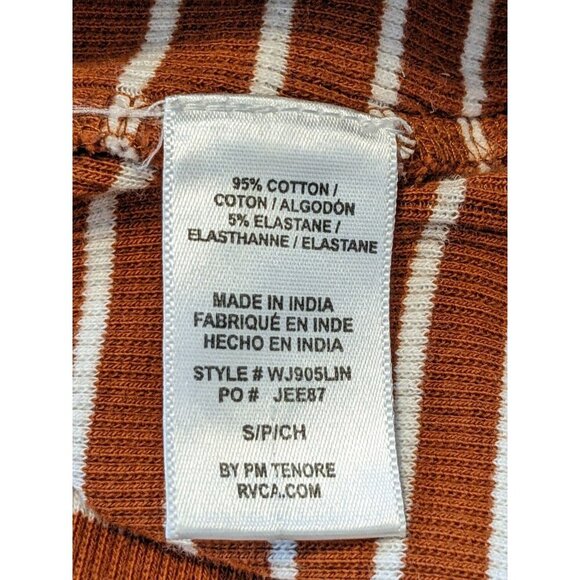 95% COTTON /
COTON / ALGODÓN
5% ELASTANE /
ELASTHANNE / ELASTANE
MADE IN INDIA
FABRIQUÉ EN INDE
HECHO EN INDIA
STYLE # WJ905LIN
PO # JEE87
S/P/CH
BY PM TENORE
RVCA.COM